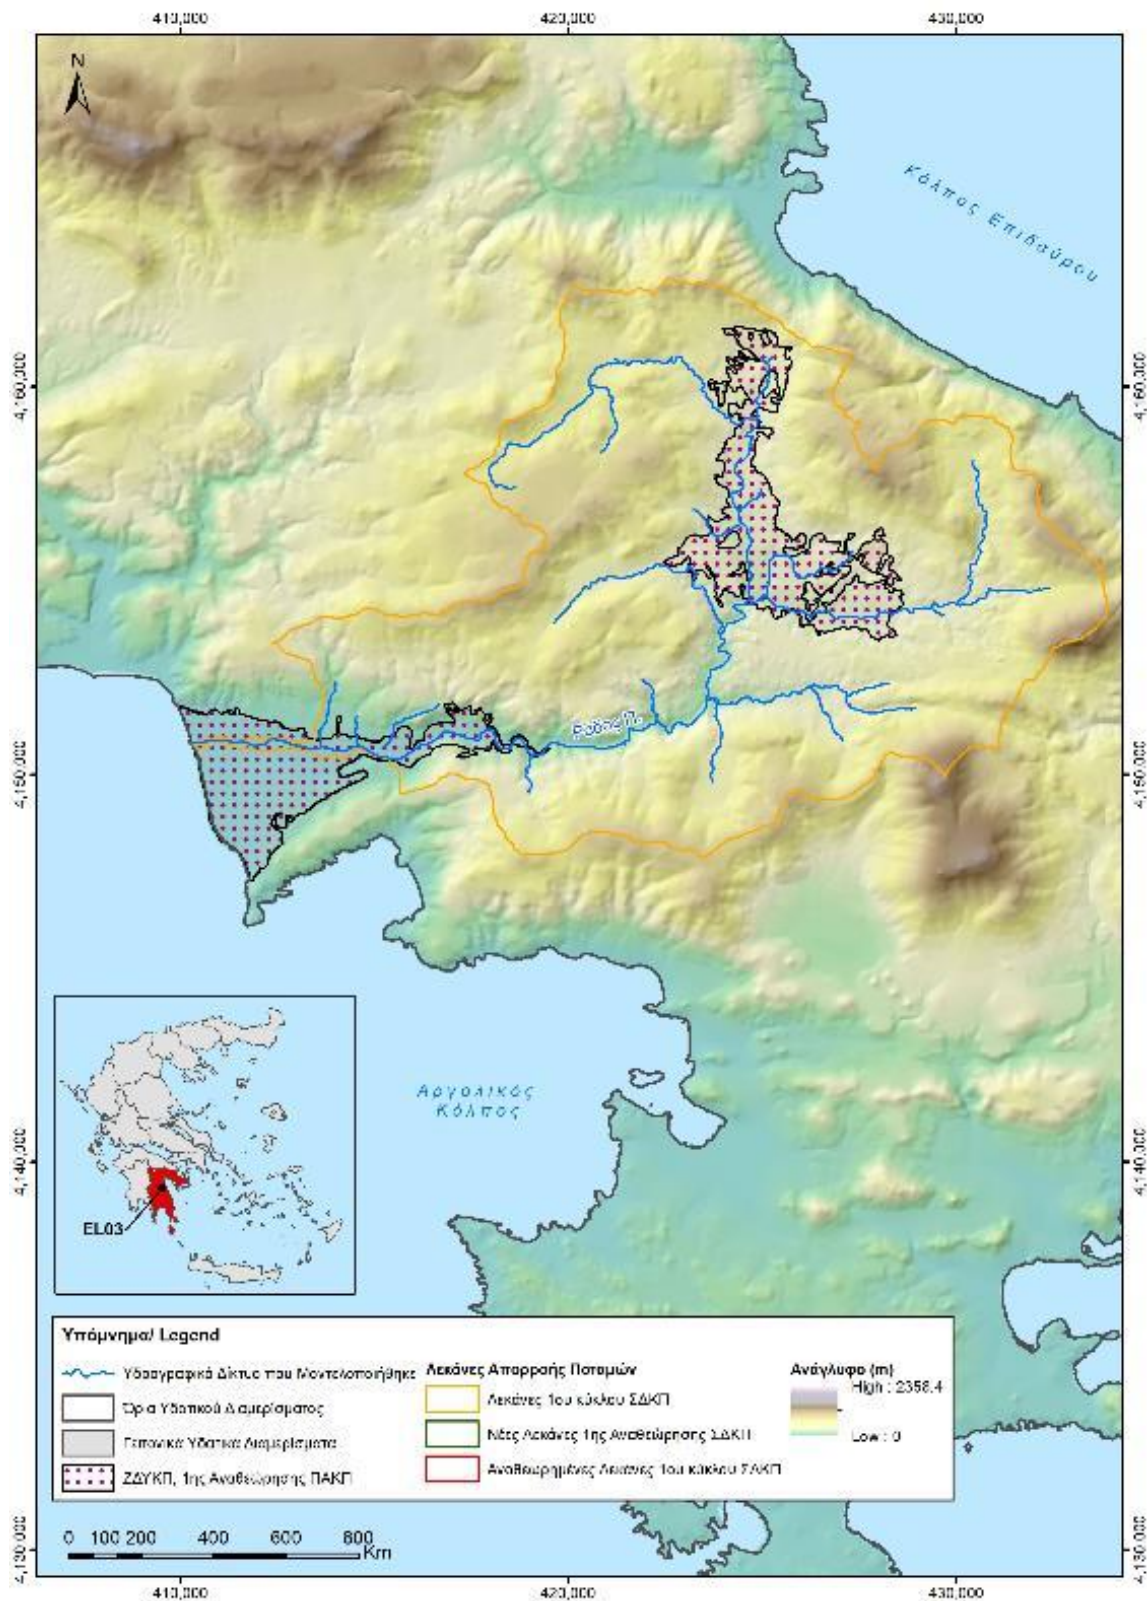 410,000 420,000 430,000
N
Κόλπος Επιδαύρου
4,160,000 4,160,000
Ραδος Π.
4,150,000 4,150,000
Αργολικός
Κόλπος
4,140,000 4,140,000
EL03
Υπόμνημα/ Legend
Υδρογραφικό Δίκτυο που Μοντελοποιήθηκε
Όρια Υδατικού Διαμερίσματος
Γειτονικά Υδατικά Διαμερίσματα
ΖΔΥΚΠ, 1ης Αναθεώρησης ΠΑΚΠ
Λεκάνες Απορροής Ποταμών
Λεκάνες 1ου κύκλου ΣΔΚΠ
Νέες Λεκάνες 1ης Αναθεώρησης ΣΔΚΠ
Αναθεωρημένες Λεκάνες 1ου κύκλου ΣΔΚΠ
Ανάγλυφο (m)
High : 2358.4
Low : 0
0 100 200 400 600 800
Km
4,130,000 4,130,000
410,000 420,000 430,000